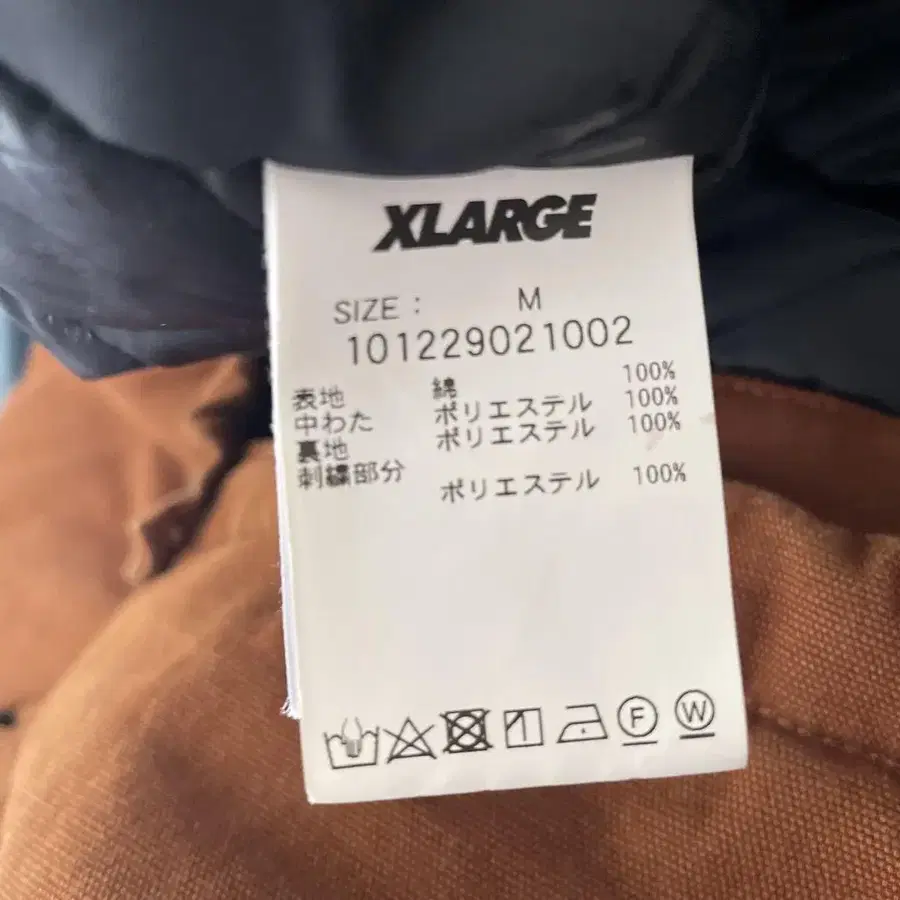 XLARGE
SIZE : M
101229021002
表地 綿 100%
中わた ポリエステル 100%
裏地 ポリエステル 100%
刺繍部分 ポリエステル 100%
F W